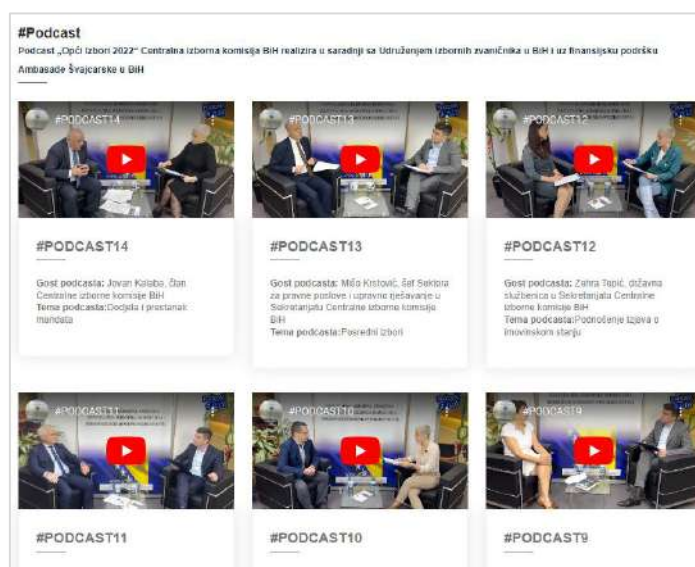 #Podcast
Podcast „Opći Izbori 2022“ Centralna izborna komisija BiH realizira u saradnji sa Udruženjem izbornih zvaničnika u BiH i uz finansijsku podršku
Ambasade Švajcarske u BiH
#PODCAST14
#PODCAST13
#PODCAST12
#PODCAST14
#PODCAST13
#PODCAST12
Gost podcasta: Jovan Kalaba, član
Centralne izborne komisije BiH
Tema podcasta:Dodjela i prestanak
mandata
Gost podcasta: Mišo Krstović, šef Sektora
za pravne poslove i upravno rješavanje u
Sekretarijatu Centralne izborne komisije
BiH
Tema podcasta:Posredni izbori
Gost podcasta: Zehra Tepić, državna
službenica u Sekretarijata Centralne
izborne komisije BiH
Tema podcasta:Podnošenje izjava o
imovinskom stanju
#PODCAST11
#PODCAST10
#PODCAST9
#PODCAST11
#PODCAST10
#PODCAST9